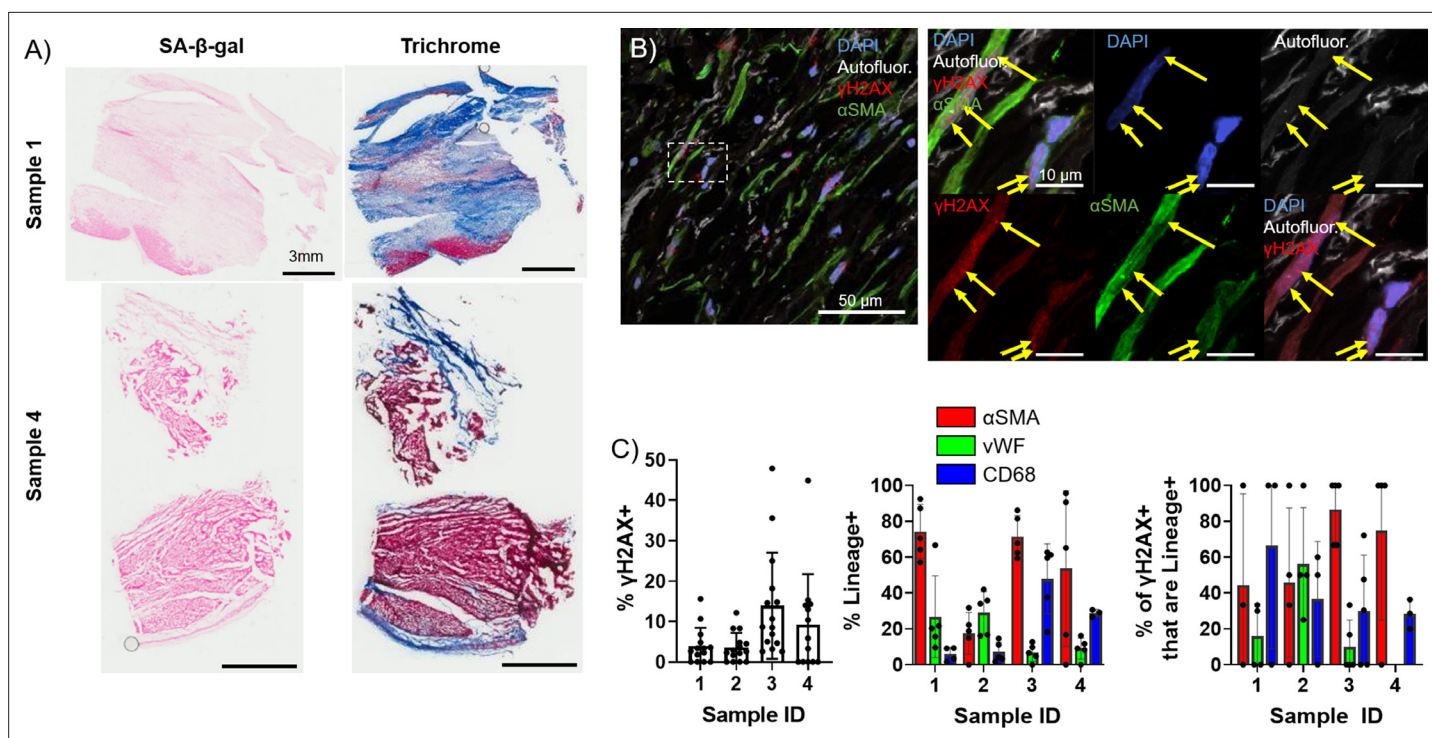 A)
SA-β-gal
Trichrome
Sample 1
3mm
Sample 4
B)
DAPI
Autofluor.
γH2AX
αSMA
50 μm
DAPI
Autofluor.
γH2AX
αSMA
10 μm
DAPI
Autofluor.
γH2AX
αSMA
DAPI
Autofluor.
γH2AX
C)
αSMA
vWF
CD68
% γH2AX+
50
40
30
20
10
0
1 2 3 4
Sample ID
% Lineage+
100
80
60
40
20
0
1 2 3 4
Sample ID
% of γH2AX+
that are Lineage+
100
80
60
40
20
0
1 2 3 4
Sample ID